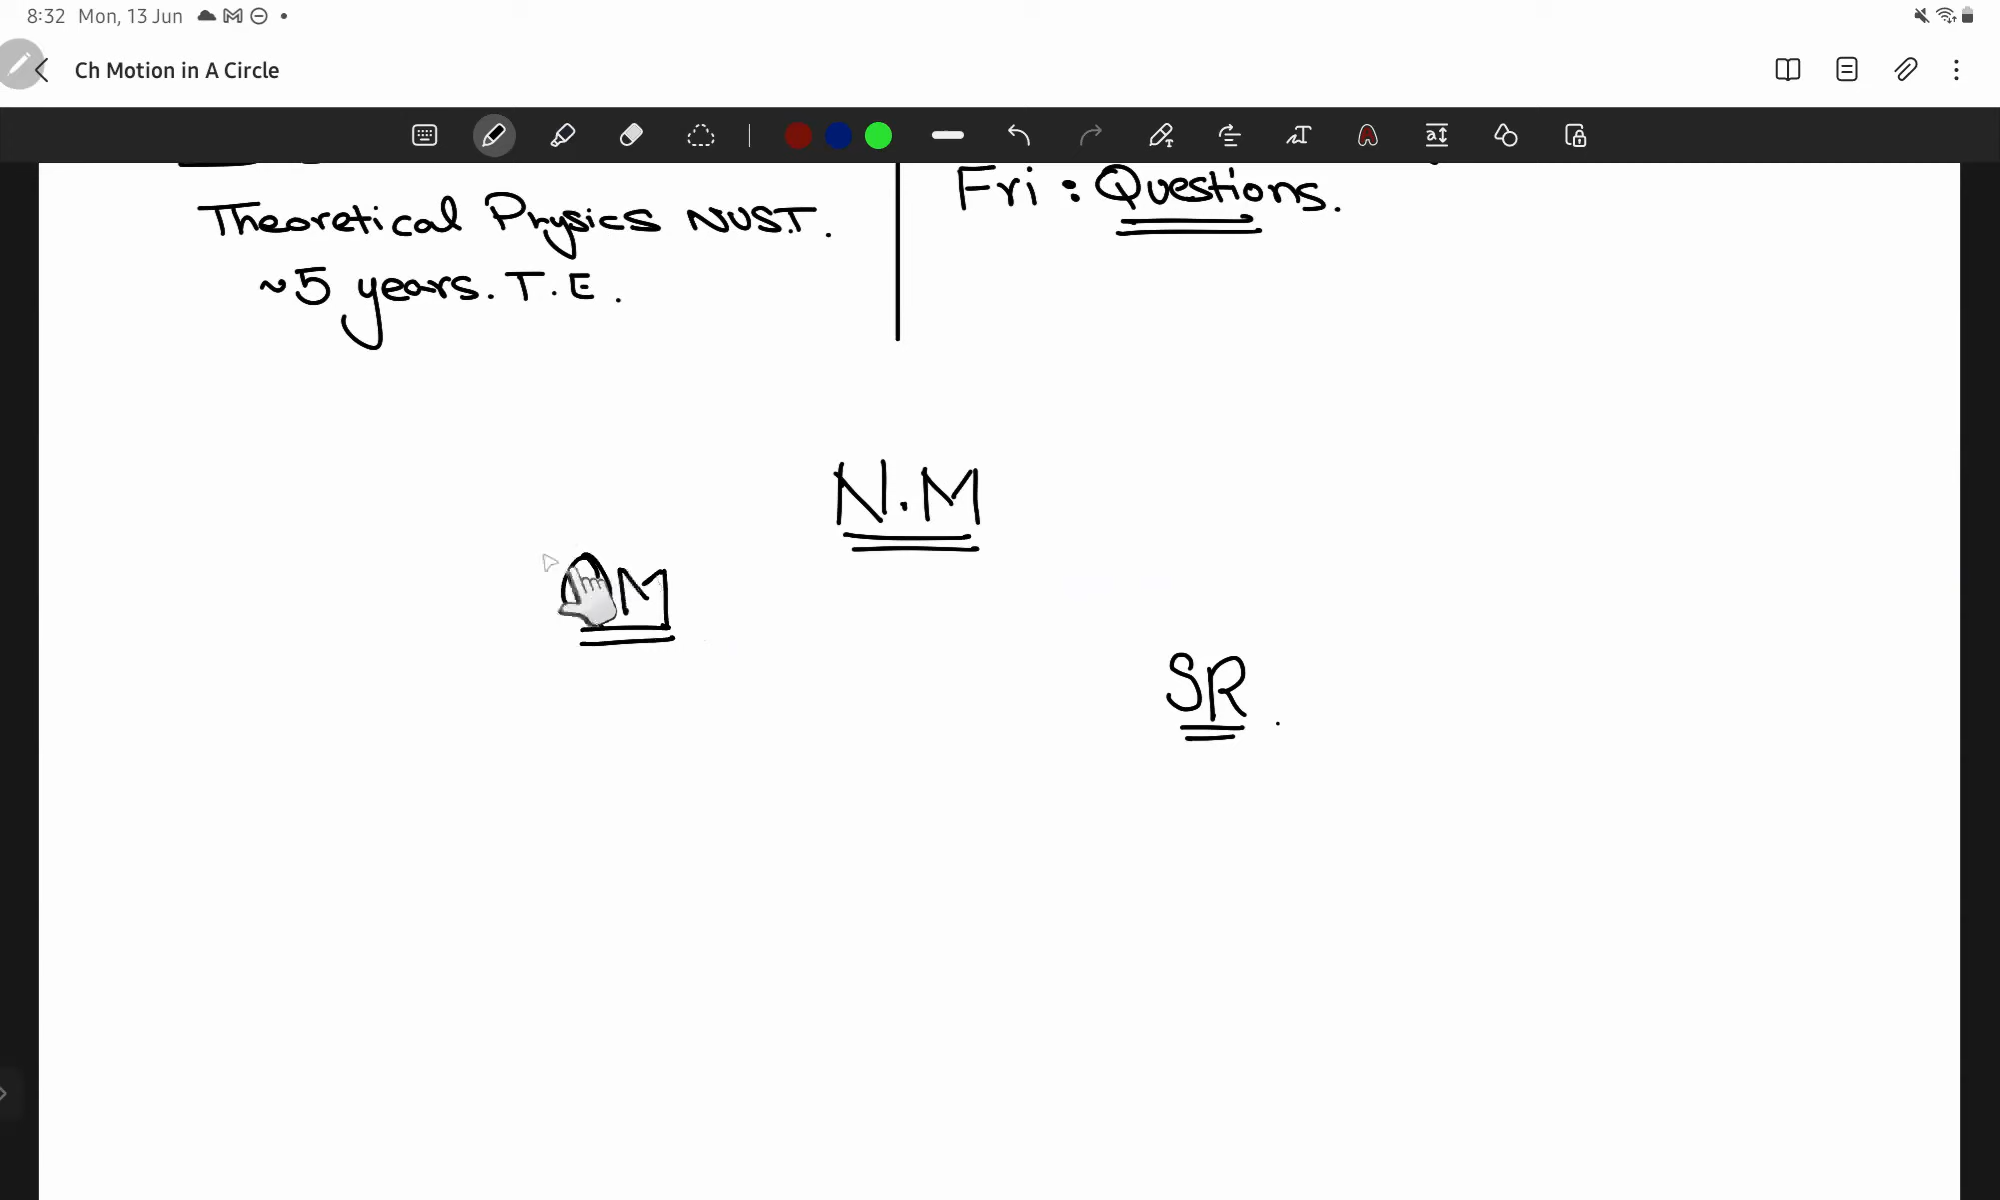 8:32 Mon, 13 Jun
Ch Motion in A Circle
Theoretical Physics NUST.
~5 years. T.E.
Fri : Questions.
N.M
M
SR.